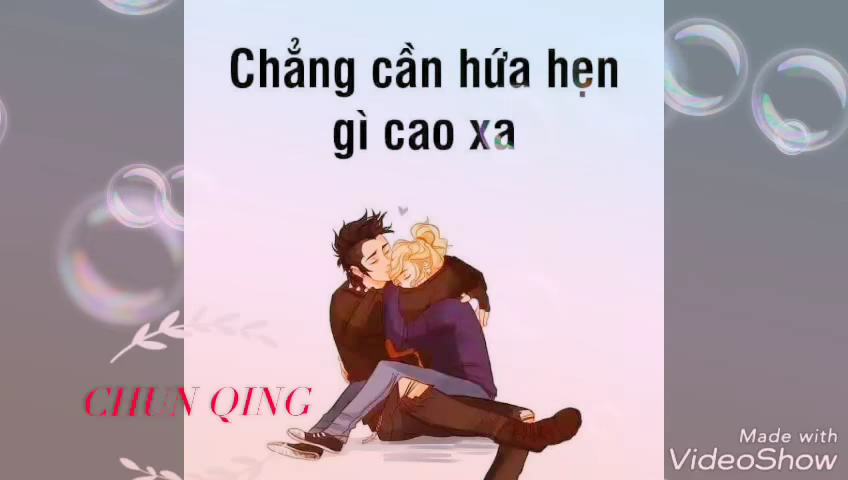 Chẳng cần hứa hẹn
gì cao xa
CHUN QING
Made with
VideoShow